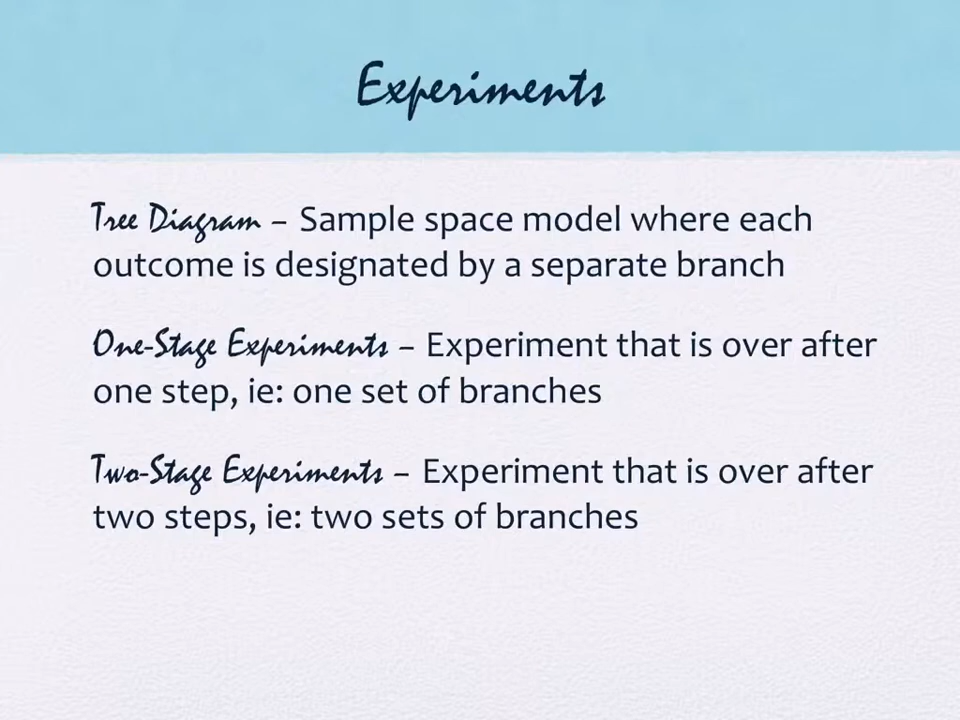 Experiments
Tree Diagram – Sample space model where each
outcome is designated by a separate branch
One-Stage Experiments – Experiment that is over after
one step, ie: one set of branches
Two-Stage Experiments – Experiment that is over after
two steps, ie: two sets of branches